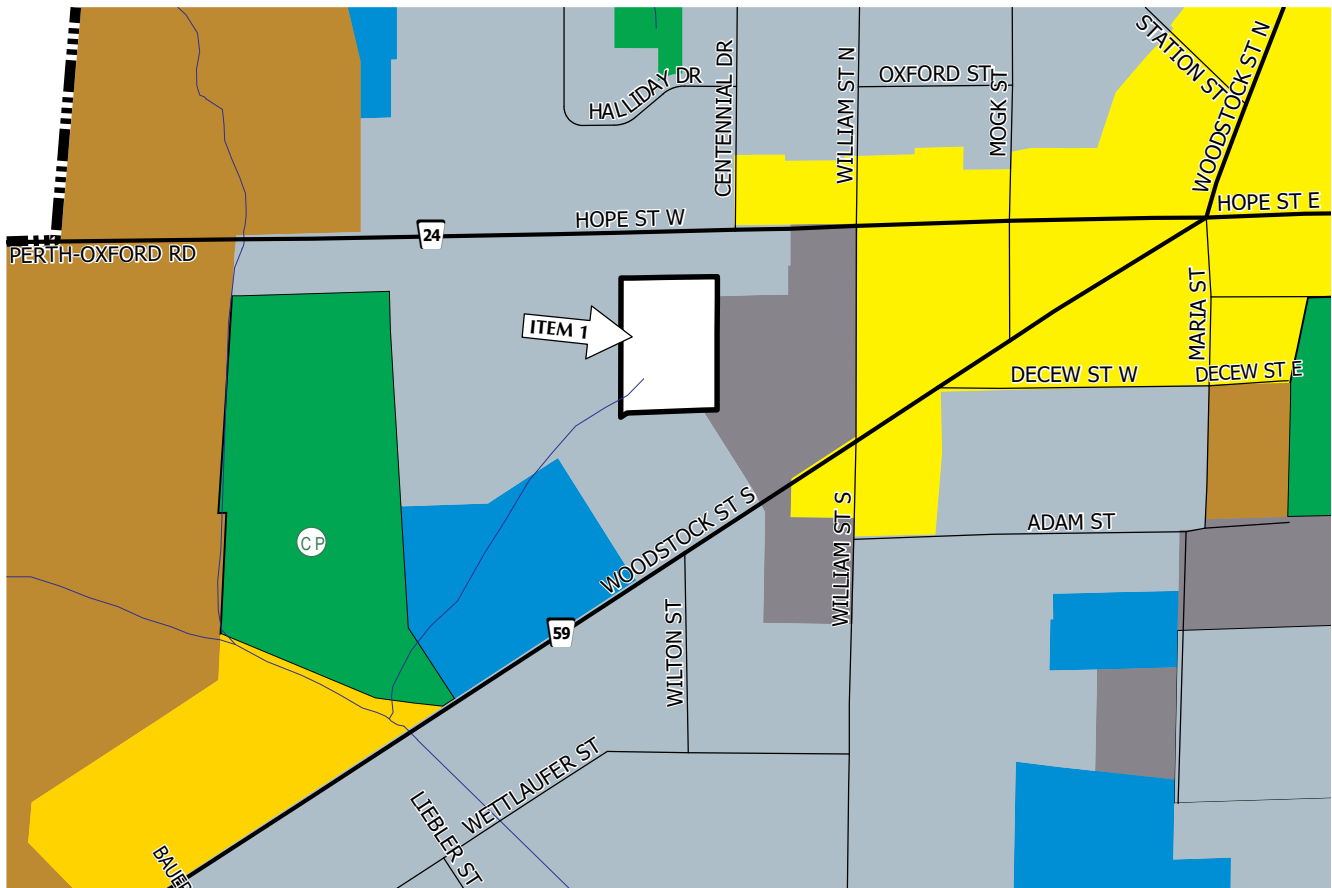 STATION ST
WOODSTOCK ST N
CENTENNIAL DR
WILLIAM ST N
OXFORD ST
MOGK ST
HALLIDAY DR
HOPE ST W
HOPE ST E
24
PERTH-OXFORD RD
ITEM 1
MARIA ST
DECEW ST W
DECEW ST E
CP
WOODSTOCK ST S
WILLIAM ST S
ADAM ST
59
WILTON ST
WETTLAUFER ST
LIEBLER ST
BAUER